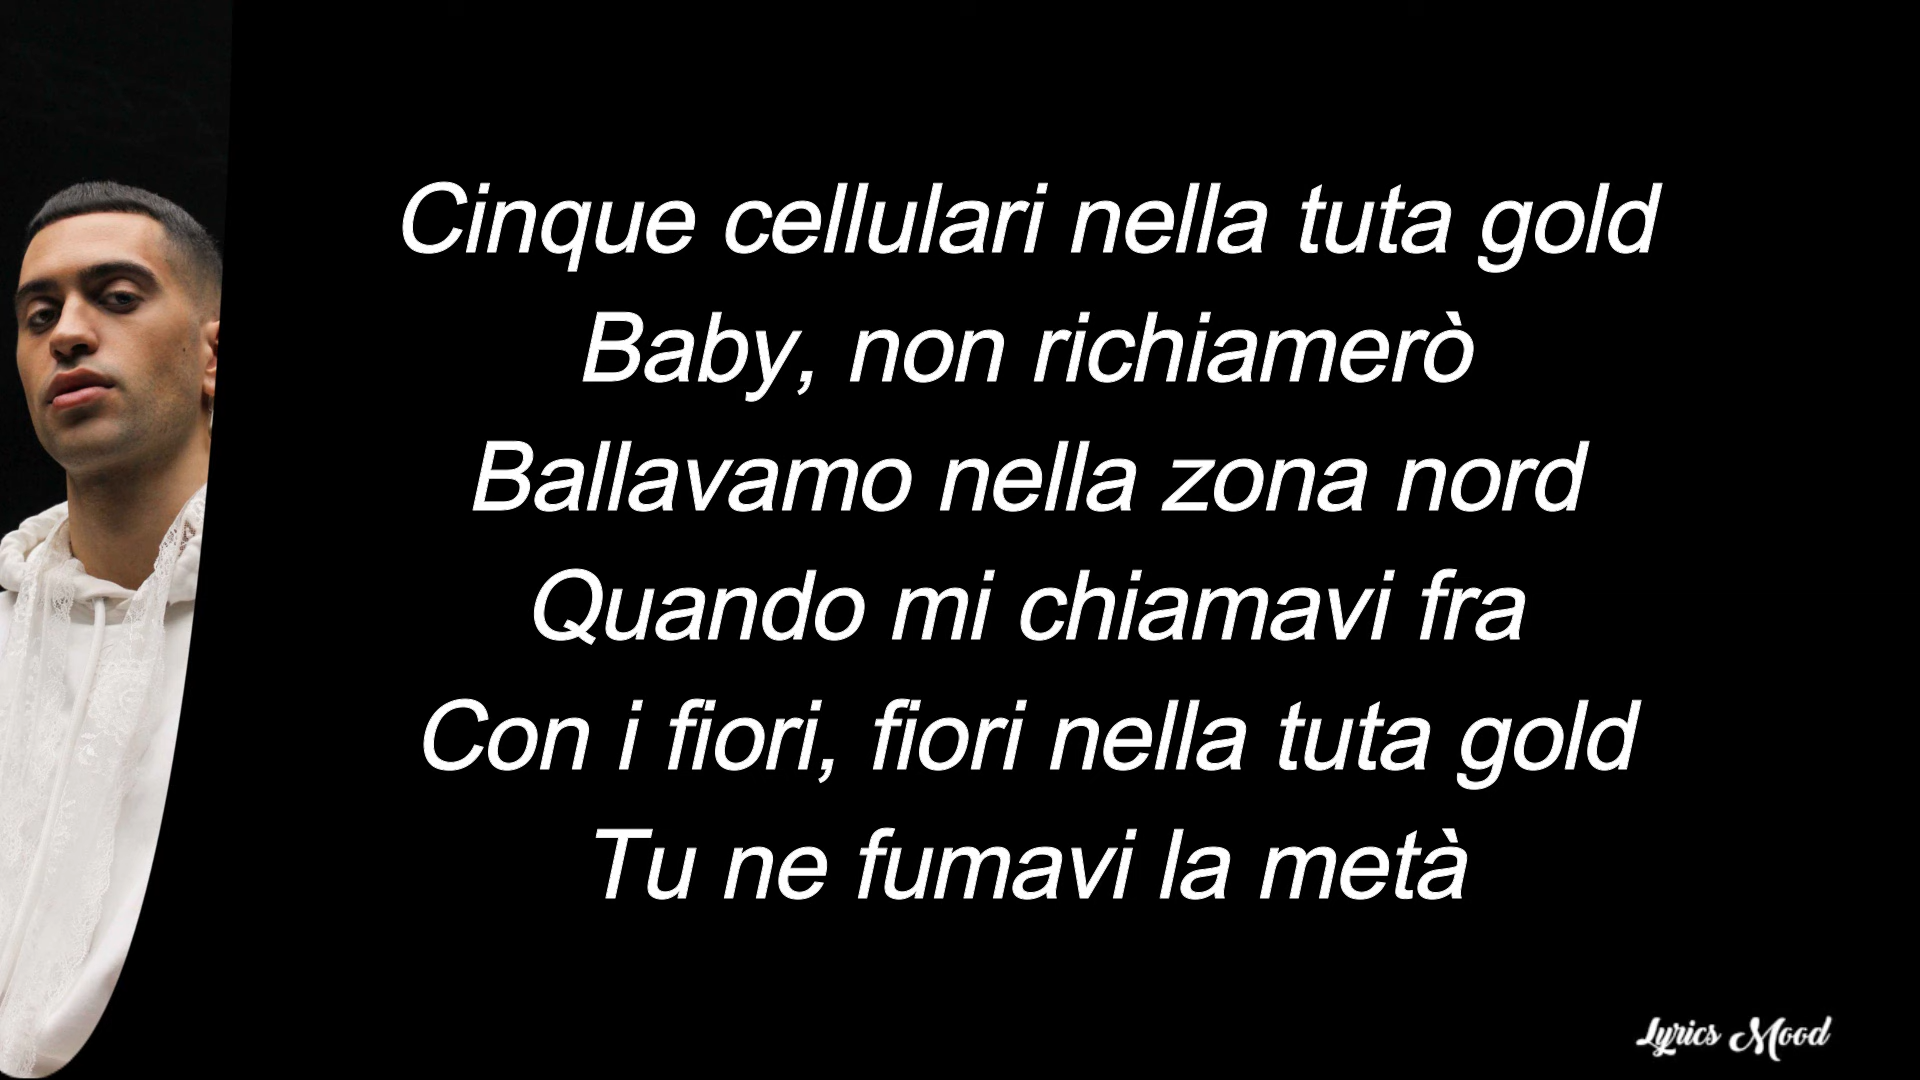 Cinque cellulari nella tuta gold
Baby, non richiamerò
Ballavamo nella zona nord
Quando mi chiamavi fra
Con i fiori, fiori nella tuta gold
Tu ne fumavi la metà
Lyrics Mood